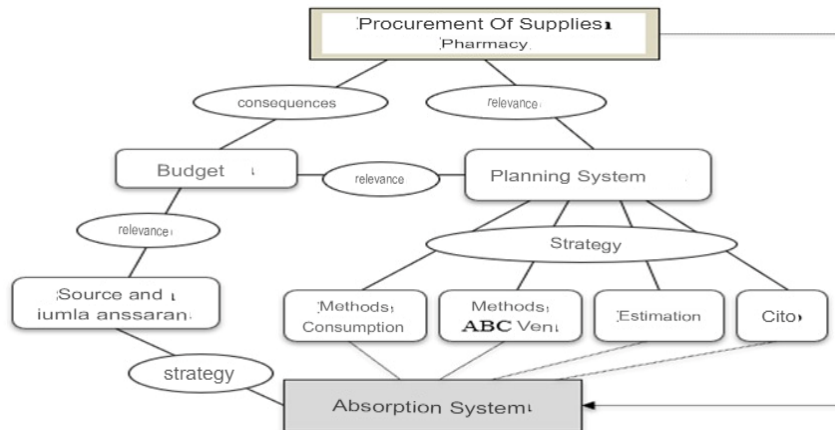 Procurement Of Supplies
Pharmacy
consequences
relevance
Budget
relevance
Planning System
relevance
Strategy
Source and
iumla anssaran
Methods
Consumption
Methods
ABC Ven
Estimation
Cito
strategy
Absorption System